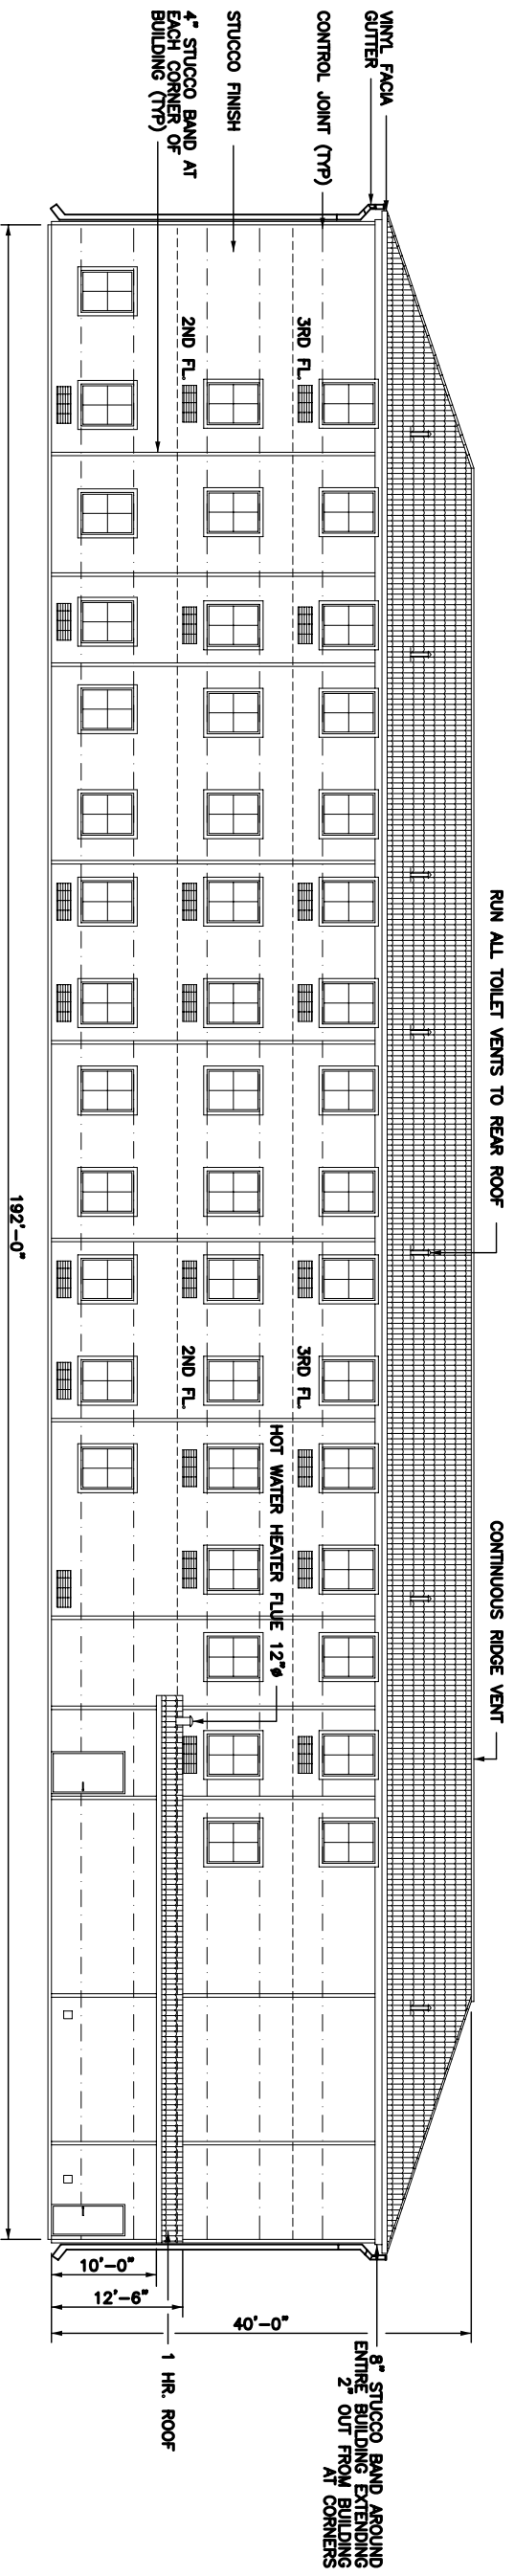 RUN ALL TOILET VENTS TO REAR ROOF
CONTINUOUS RIDGE VENT
VINYL FACIA
GUTTER
CONTROL JOINT (TYP)
STUCCO FINISH
4" STUCCO BAND AT
EACH CORNER OF
BUILDING (TYP)
3RD FL.
2ND FL.
3RD FL.
2ND FL.
HOT WATER HEATER FLUE 12"ø
8" STUCCO BAND AROUND
ENTIRE BUILDING EXTENDING
2" OUT FROM BUILDING
AT CORNERS
40'-0"
12'-6"
10'-0"
1 HR. ROOF
192'-0"